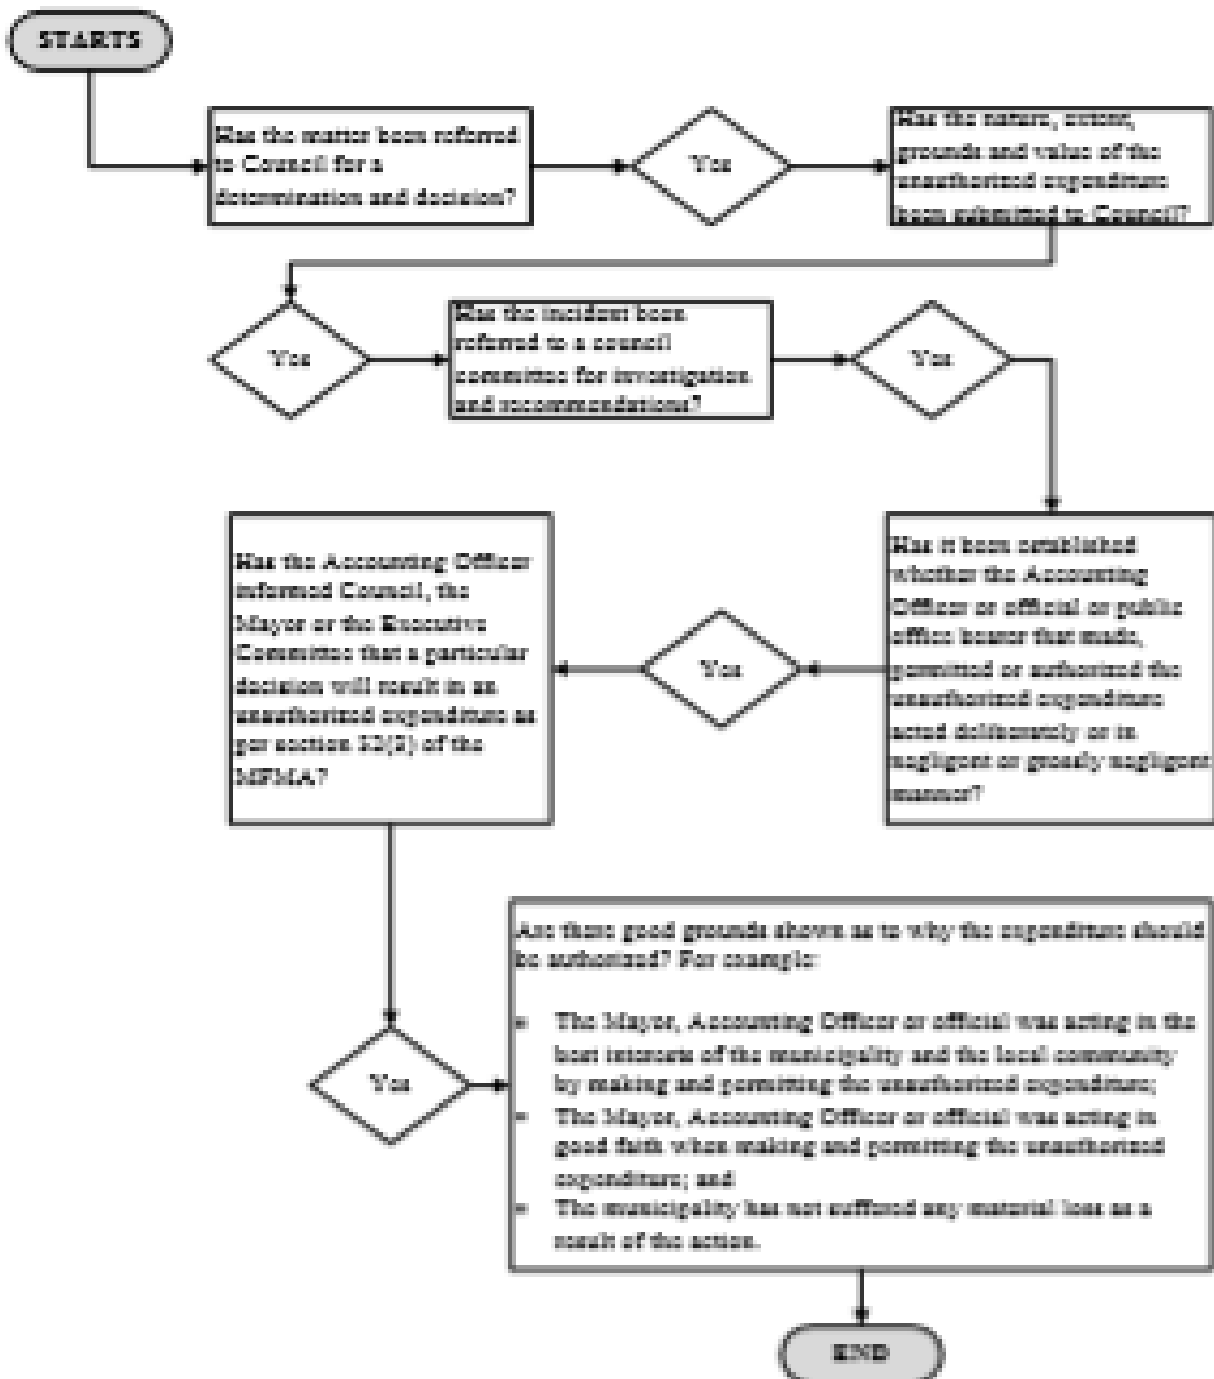 STARTS
Has the matter been referred
to Council for a
determination and decision?
Yes
Has the nature, extent,
grounds and value of the
unauthorized expenditure
been submitted to Council?
Yes
Has the incident been
referred to a council
committee for investigation
and recommendations?
Yes
Has it been established
whether the Accounting
Officer or official or public
office bearer that made,
permitted or authorized the
unauthorized expenditure
acted deliberately or in
negligent or grossly negligent
manner?
Yes
Has the Accounting Officer
informed Council, the
Mayor or the Executive
Committee that a particular
decision will result in an
unauthorized expenditure as
per section of the
MFMA?
Yes
Are there good grounds shown as to why the expenditure should
be authorized? For example:
• The Mayor, Accounting Officer or official was acting in the
best interests of the municipality and the local community
by making and permitting the unauthorized expenditure;
• The Mayor, Accounting Officer or official was acting in
good faith when making and permitting the unauthorized
expenditure; and
• The municipality has not suffered any material loss as a
result of the action.
END